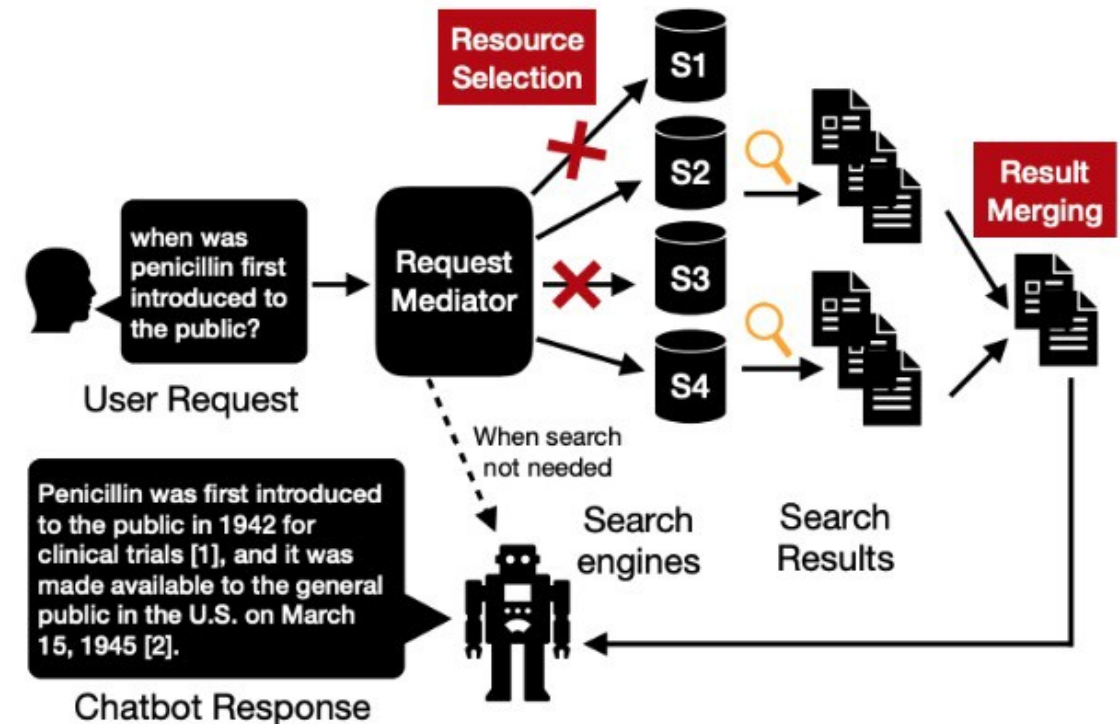 Resource
Selection
S1
S2
S3
S4
Result
Merging
when was
penicillin first
introduced to
the public?
Request
Mediator
User Request
When search
not needed
Search
engines
Search
Results
Penicillin was first introduced
to the public in 1942 for
clinical trials [1], and it was
made available to the general
public in the U.S. on March
15, 1945 [2].
Chatbot Response